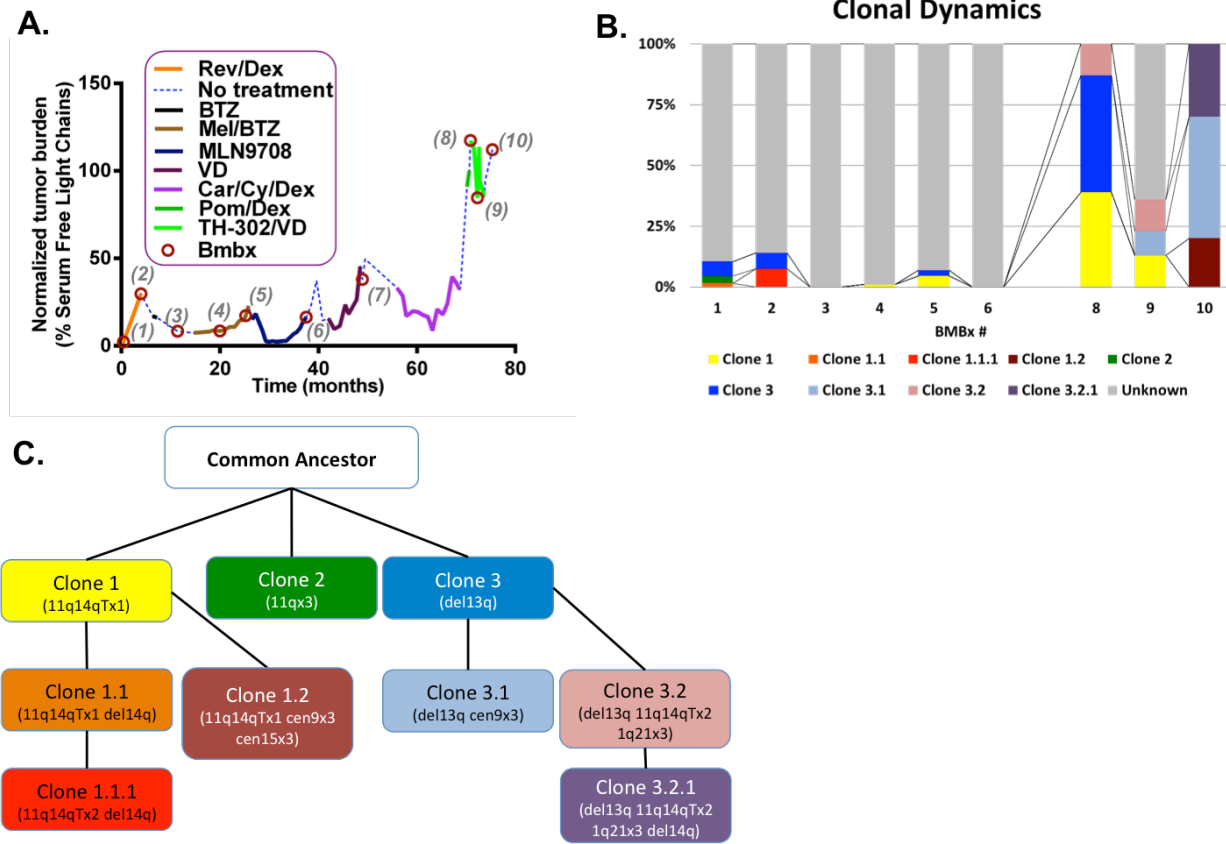 A.
Normalized tumor burden
(% Serum Free Light Chains)
150
100
50
0
0
20
40
60
80
Time (months)
Rev/Dex
No treatment
BTZ
Mel/BTZ
MLN9708
VD
Car/Cy/Dex
Pom/Dex
TH-302/VD
Bmbx
(1)
(2)
(3)
(4)
(5)
(6)
(7)
(8)
(9)
(10)
B.
Clonal Dynamics
100%
75%
50%
25%
0%
1 2 3 4 5 6 8 9 10
BMBx #
Clone 1 Clone 1.1 Clone 1.1.1 Clone 1.2 Clone 2
Clone 3 Clone 3.1 Clone 3.2 Clone 3.2.1 Unknown
C.
Common Ancestor
Clone 1
(11q14qTx1)
Clone 2
(11qx3)
Clone 3
(del13q)
Clone 1.1
(11q14qTx1 del14q)
Clone 1.2
(11q14qTx1 cen9x3
cen15x3)
Clone 3.1
(del13q cen9x3)
Clone 3.2
(del13q 11q14qTx2
1q21x3)
Clone 1.1.1
(11q14qTx2 del14q)
Clone 3.2.1
(del13q 11q14qTx2
1q21x3 del14q)